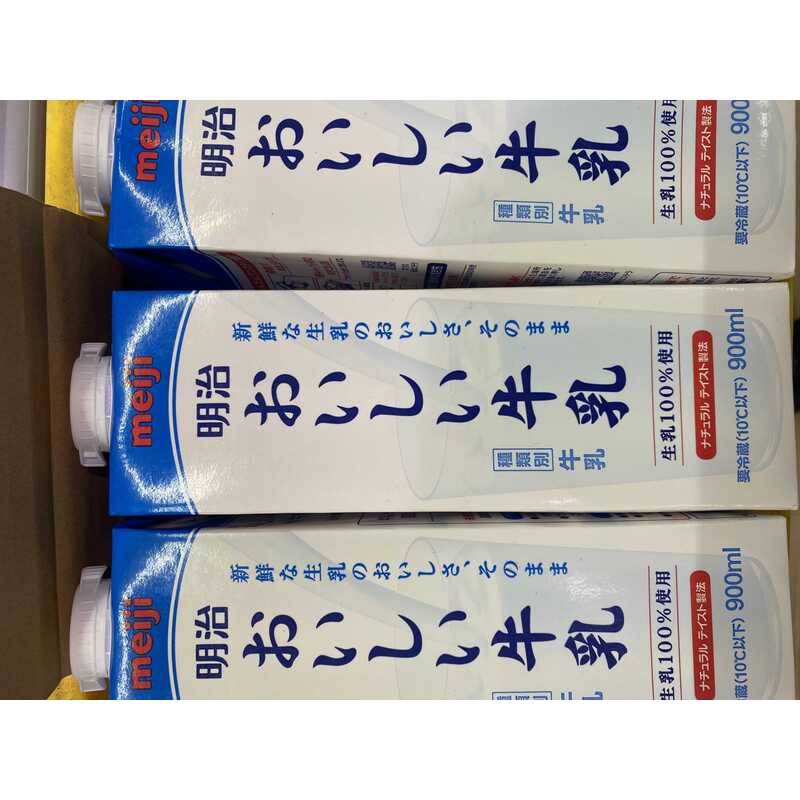 meiji
明治
おいしい牛乳
種類別
牛乳
生乳100%使用
ナチュラル テイスト製法
要冷蔵(10℃以下) 900
meiji
新鮮な生乳のおいしさ、そのまま
明治
おいしい牛乳
種類別
牛乳
生乳100%使用
ナチュラル テイスト製法
要冷蔵(10℃以下) 900ml
meiji
新鮮な生乳のおいしさ、そのまま
明治
おいしい牛乳
生乳100%使用
ナチュラル テイスト製法
蔵(10℃以下) 900ml